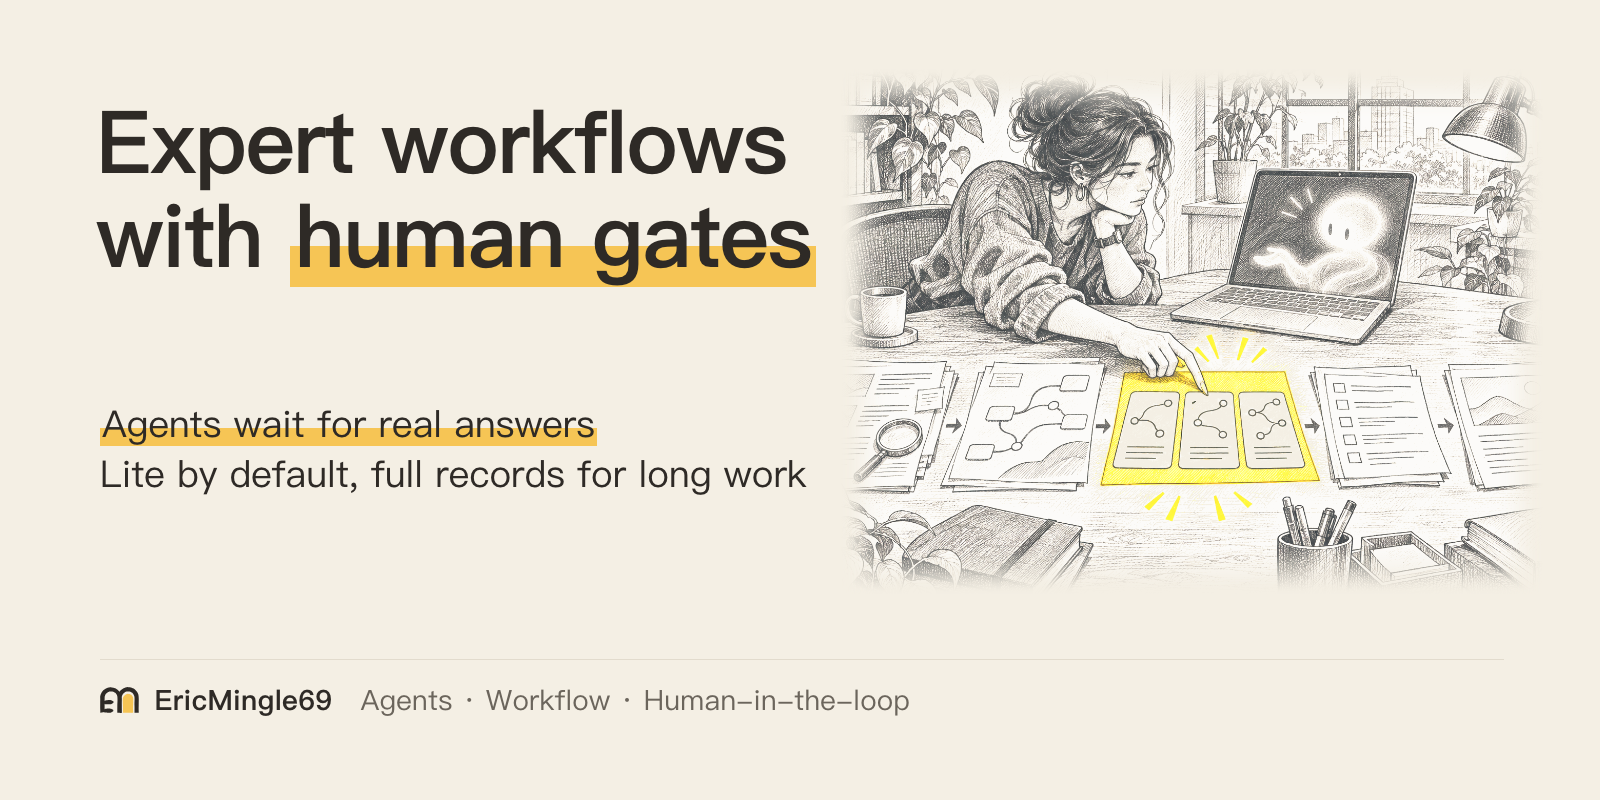 Expert workflows
with human gates
Agents wait for real answers
Lite by default, full records for long work
EricMingle69 Agents · Workflow · Human-in-the-loop